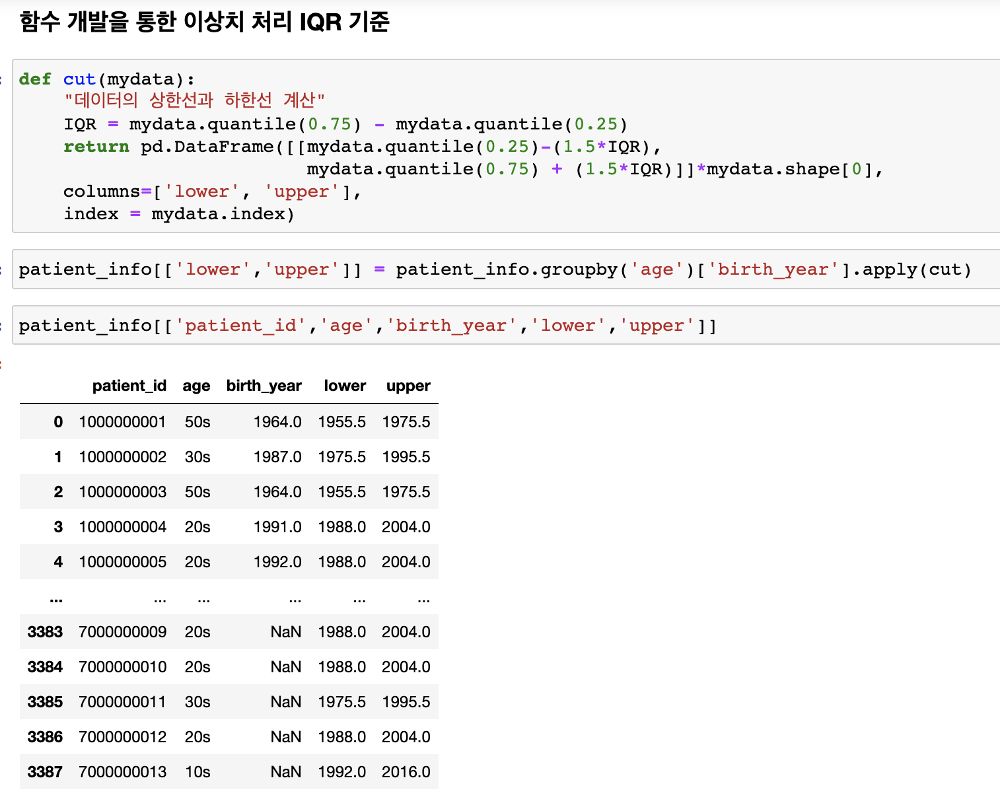 함수 개발을 통한 이상치 처리 IQR 기준
:
def cut(mydata):
    "데이터의 상한선과 하한선 계산"
    IQR = mydata.quantile(0.75) - mydata.quantile(0.25)
    return pd.DataFrame([[mydata.quantile(0.25)-(1.5*IQR),
                          mydata.quantile(0.75) + (1.5*IQR)]]*mydata.shape[0],
    columns=['lower', 'upper'],
    index = mydata.index)
:
patient_info[['lower','upper']] = patient_info.groupby('age')['birth_year'].apply(cut)
:
patient_info[['patient_id','age','birth_year','lower','upper']]
:
patient_id age birth_year lower upper
0 1000000001 50s 1964.0 1955.5 1975.5
1 1000000002 30s 1987.0 1975.5 1995.5
2 1000000003 50s 1964.0 1955.5 1975.5
3 1000000004 20s 1991.0 1988.0 2004.0
4 1000000005 20s 1992.0 1988.0 2004.0
... ... ... ... ... ...
3383 7000000009 20s NaN 1988.0 2004.0
3384 7000000010 20s NaN 1988.0 2004.0
3385 7000000011 30s NaN 1975.5 1995.5
3386 7000000012 20s NaN 1988.0 2004.0
3387 7000000013 10s NaN 1992.0 2016.0